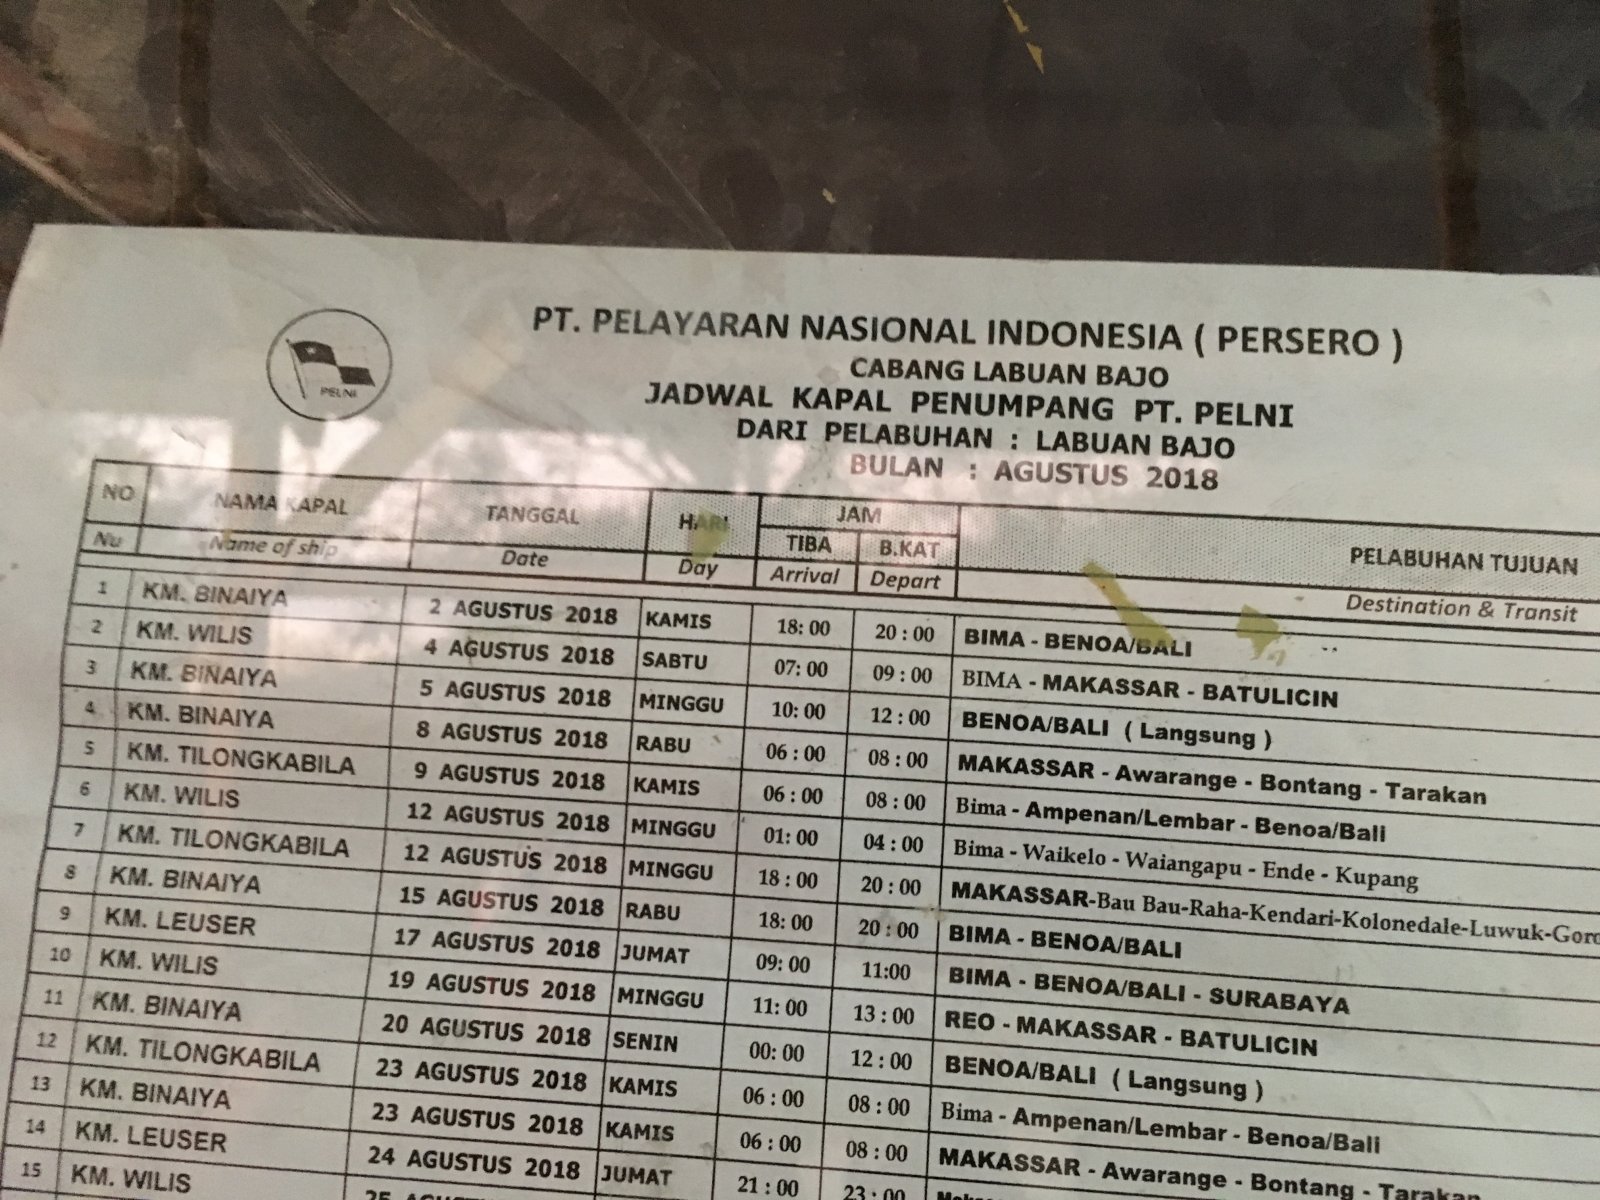 PELNI
PT. PELAYARAN NASIONAL INDONESIA ( PERSERO )
CABANG LABUAN BAJO
JADWAL KAPAL PENUMPANG PT. PELNI
DARI PELABUHAN : LABUAN BAJO
BULAN : AGUSTUS 2018
NO NAMA KAPAL TANGGAL HARI JAM PELABUHAN TUJUAN
TIBA B.KAT
Nu Name of ship Date Day Arrival Depart Destination & Transit
1 KM. BINAIYA 2 AGUSTUS 2018 KAMIS 18: 00 20 : 00 BIMA - BENOA/BALI
2 KM. WILIS 4 AGUSTUS 2018 SABTU 07: 00 09 : 00 BIMA - MAKASSAR - BATULICIN
3 KM. BINAIYA 5 AGUSTUS 2018 MINGGU 10: 00 12 : 00 BENOA/BALI ( Langsung )
4 KM. BINAIYA 8 AGUSTUS 2018 RABU 06 : 00 08 : 00 MAKASSAR - Awarange - Bontang - Tarakan
5 KM. TILONGKABILA 9 AGUSTUS 2018 KAMIS 06 : 00 08 : 00 Bima - Ampenan/Lembar - Benoa/Bali
6 KM. WILIS 12 AGUSTUS 2018 MINGGU 01: 00 04 : 00 Bima - Waikelo - Waiangapu - Ende - Kupang
7 KM. TILONGKABILA 12 AGUSTUS 2018 MINGGU 18 : 00 20 : 00 MAKASSAR-Bau Bau-Raha-Kendari-Kolonedale-Luwuk-Goro
8 KM. BINAIYA 15 AGUSTUS 2018 RABU 18: 00 20 : 00 BIMA - BENOA/BALI
9 KM. LEUSER 17 AGUSTUS 2018 JUMAT 09: 00 11:00 BIMA - BENOA/BALI - SURABAYA
10 KM. WILIS 19 AGUSTUS 2018 MINGGU 11: 00 13 : 00 REO - MAKASSAR - BATULICIN
11 KM. BINAIYA 20 AGUSTUS 2018 SENIN 00: 00 12 : 00 BENOA/BALI ( Langsung )
12 KM. TILONGKABILA 23 AGUSTUS 2018 KAMIS 06 : 00 08 : 00 Bima - Ampenan/Lembar - Benoa/Bali
13 KM. BINAIYA 23 AGUSTUS 2018 KAMIS 06 : 00 08 : 00 MAKASSAR - Awarange - Bontang - Tarakan
14 KM. LEUSER 24 AGUSTUS 2018 JUMAT 21 : 00 23 : 00
15 KM. WILIS